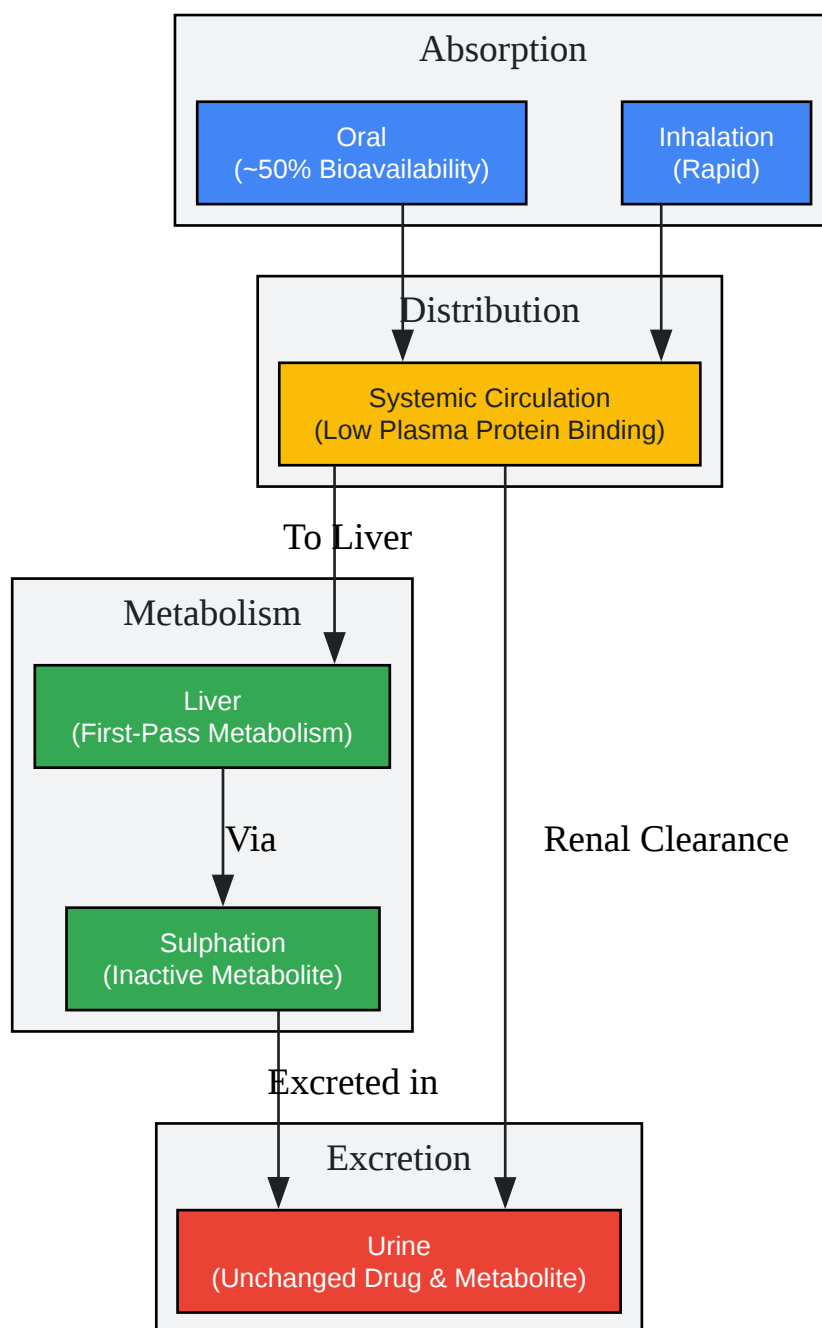 Absorption
Oral
(~50% Bioavailability)
Inhalation
(Rapid)
Distribution
Systemic Circulation
(Low Plasma Protein Binding)
To Liver
Metabolism
Liver
(First-Pass Metabolism)
Via
Renal Clearance
Sulphation
(Inactive Metabolite)
Excreted in
Excretion
Urine
(Unchanged Drug & Metabolite)